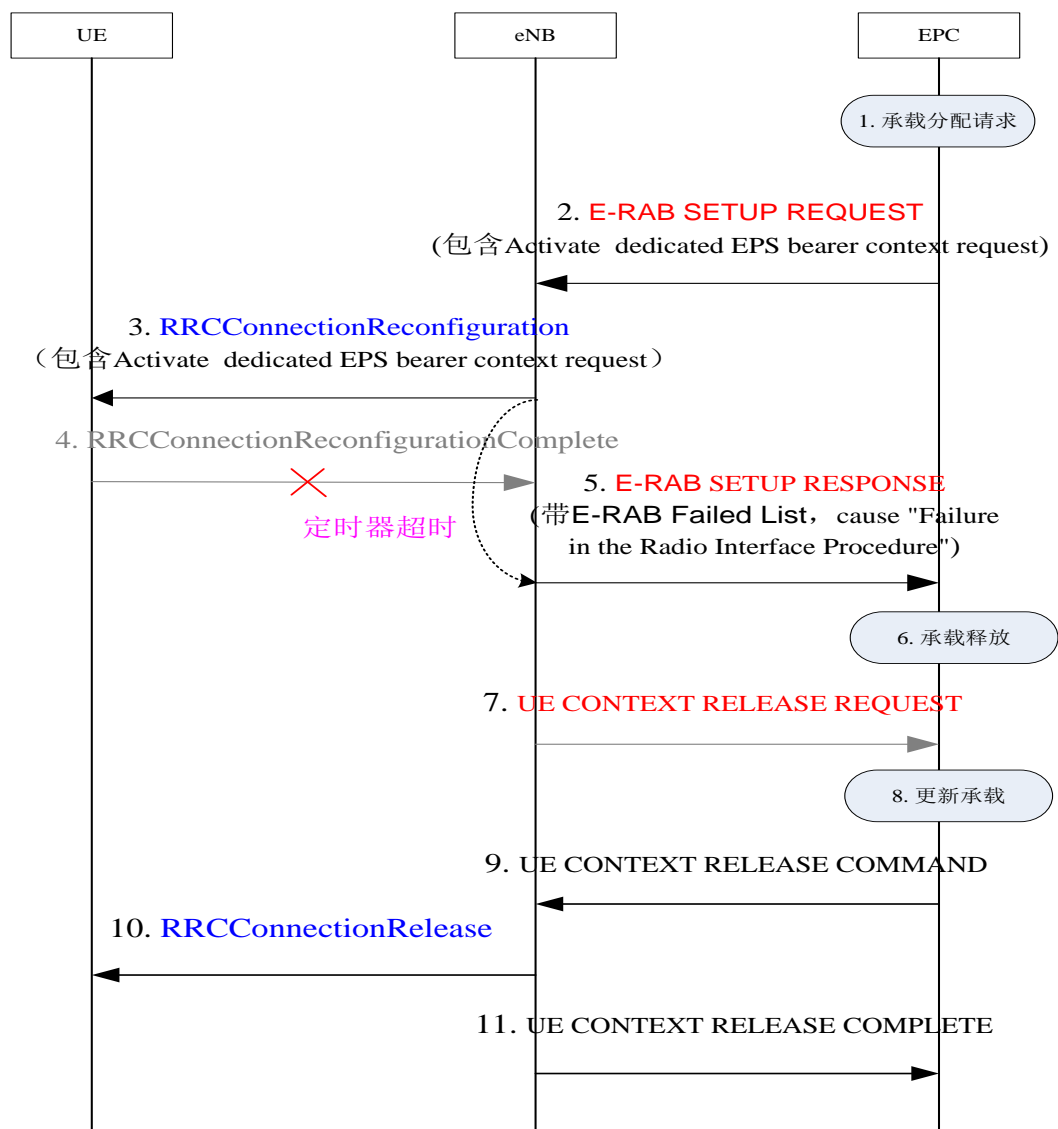 UE
eNB
EPC
1. 承载分配请求
2. E-RAB SETUP REQUEST
(包含Activate dedicated EPS bearer context request)
3. RRCConnectionReconfiguration
（包含Activate dedicated EPS bearer context request）
4. RRCConnectionReconfigurationComplete
定时器超时
5. E-RAB SETUP RESPONSE
(带E-RAB Failed List，cause "Failure
in the Radio Interface Procedure")
6. 承载释放
7. UE CONTEXT RELEASE REQUEST
8. 更新承载
9. UE CONTEXT RELEASE COMMAND
10. RRCConnectionRelease
11. UE CONTEXT RELEASE COMPLETE